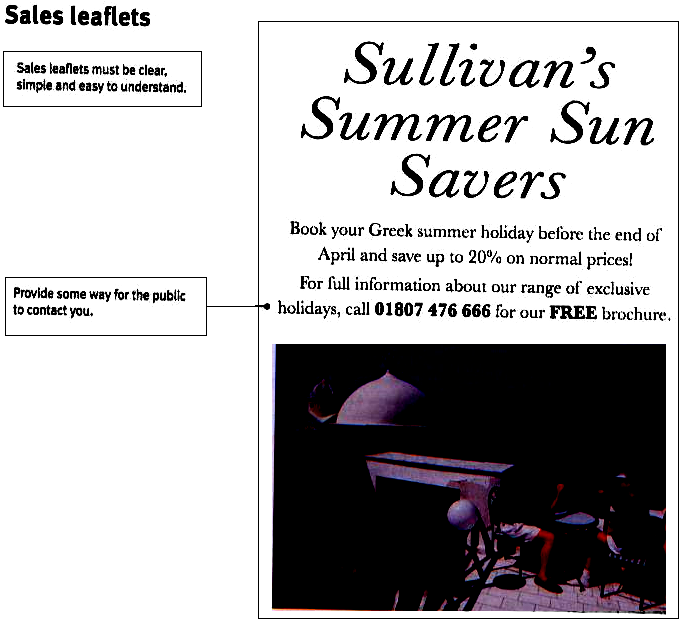 Sales leaflets
Sales leaflets must be clear,
simple and easy to understand.
Sullivan's
Summer Sun
Savers
Book your Greek summer holiday before the end of
April and save up to 20% on normal prices!
For full information about our range of exclusive
holidays, call 01807 476 666 for our FREE brochure.
Provide some way for the public
to contact you.